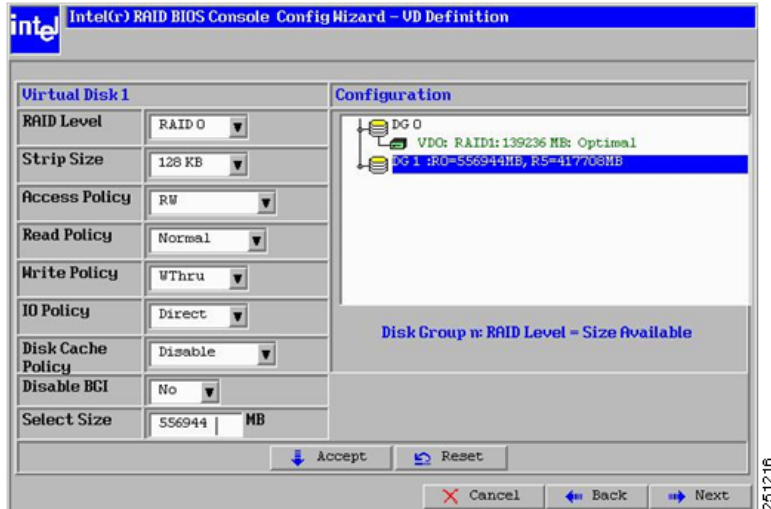 intel
Intel(r) RAID BIOS Console Config Wizard - VD Definition
Virtual Disk 1
Configuration
RAID Level
RAID 0
Strip Size
128 KB
Access Policy
RW
Read Policy
Normal
Write Policy
WThru
IO Policy
Direct
Disk Cache
Policy
Disable
Disable BGI
No
Select Size
556944
MB
DG 0
VD0: RAID1: 139236 MB: Optimal
DG 1 :R0=556944MB, R5=417708MB
Disk Group n: RAID Level = Size Available
Accept
Reset
Cancel
Back
Next
251216